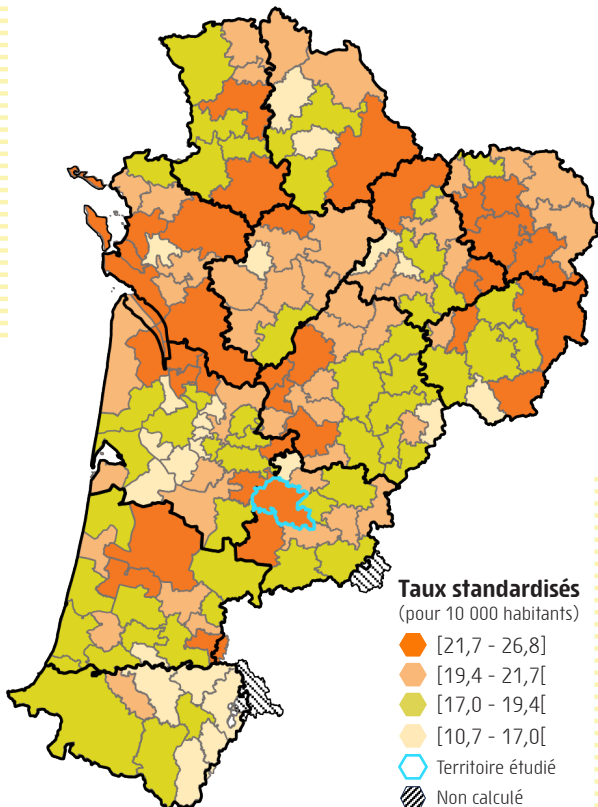 Taux standardisés
(pour 10 000 habitants)
[21,7 - 26,8]
[19,4 - 21,7[
[17,0 - 19,4[
[10,7 - 17,0[
Territoire étudié
Non calculé